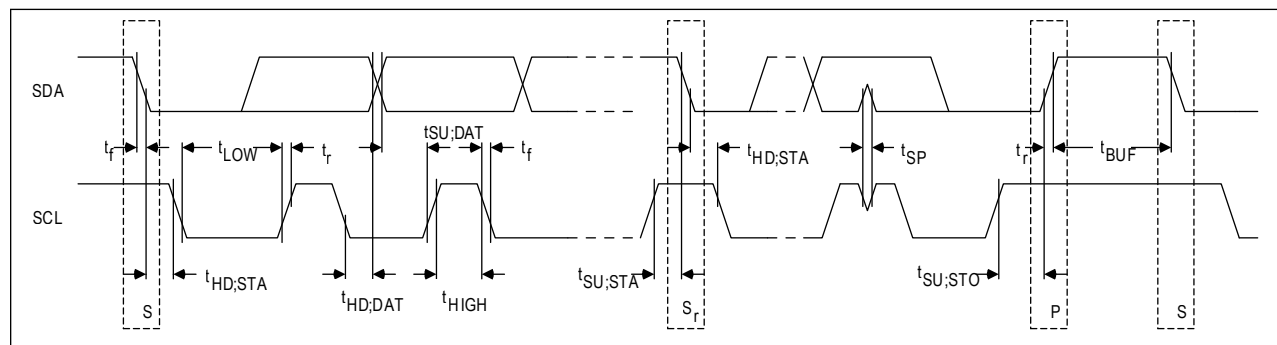 SDA
t_f
t_LOW
t_r
t_SU;DAT
t_f
t_HD;STA
t_SP
t_r
t_BUF
SCL
t_HD;STA
t_HD;DAT
t_HIGH
t_SU;STA
t_SU;STO
S
S_r
P
S